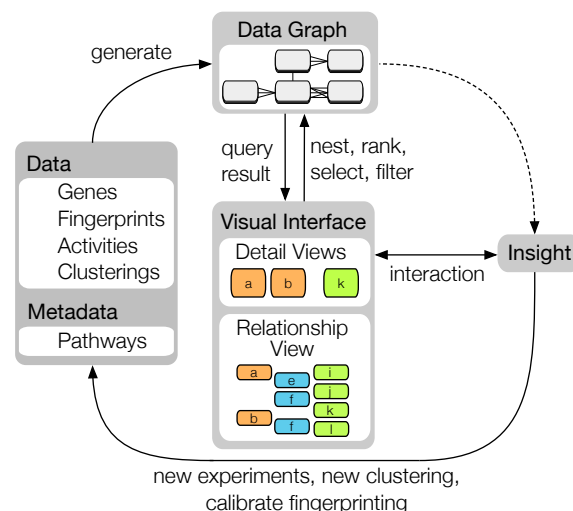 Data Graph
generate
query
result
nest, rank,
select, filter
Data
Genes
Fingerprints
Activities
Clusterings
Metadata
Pathways
Visual Interface
Detail Views
a b k
interaction
Insight
Relationship
View
a
e
f
b
f
i
j
k
l
new experiments, new clustering,
calibrate fingerprinting